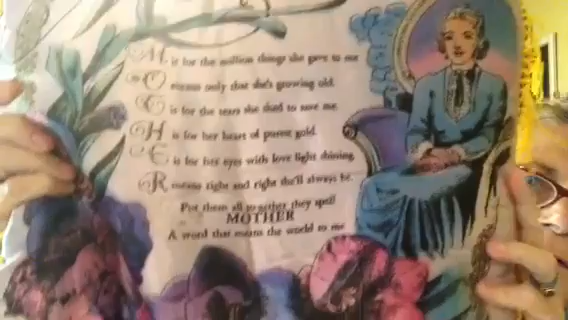 M is for the million things she gave to me
O means only that she's growing old.
T is for the tears she shed to save me.
H is for her heart of purest gold.
E is for her eyes with love light shining.
R means right and right she'll always be.
Put them all together they spell
MOTHER
A word that means the world to me